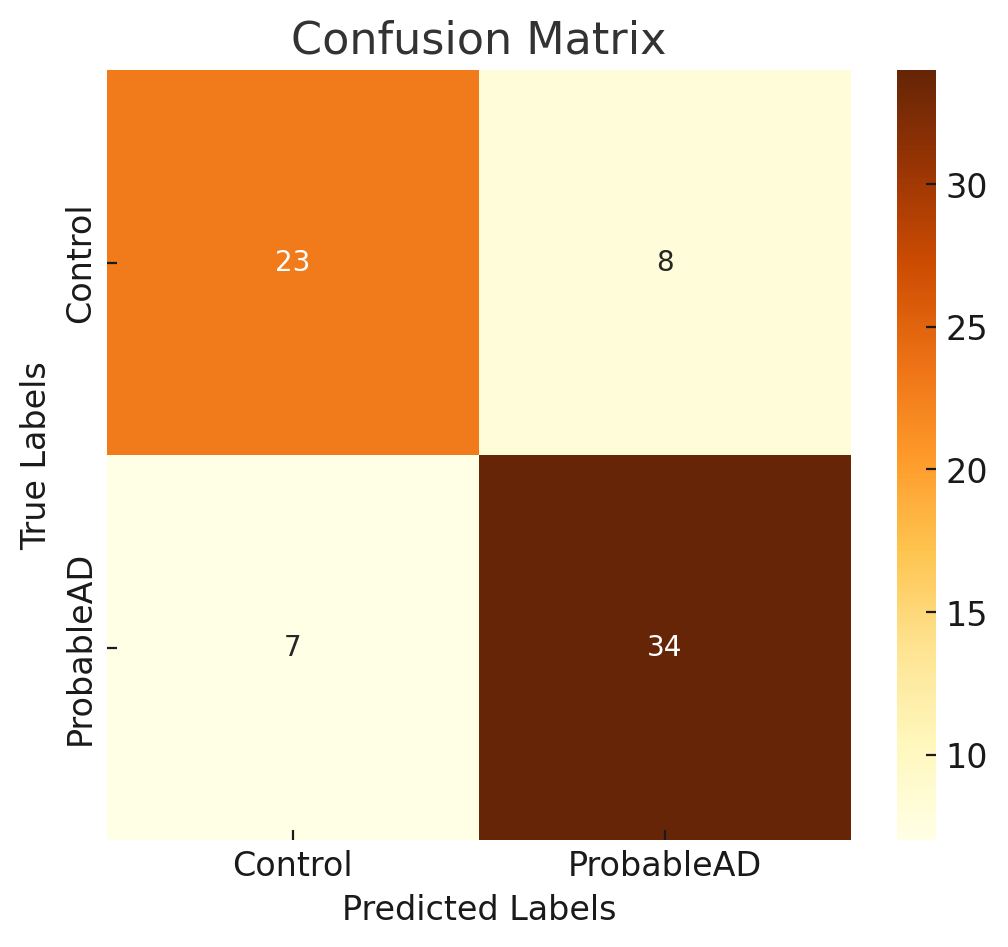 Confusion Matrix
True Labels
Control
ProbableAD
23
8
7
34
Control
ProbableAD
Predicted Labels
30
25
20
15
10